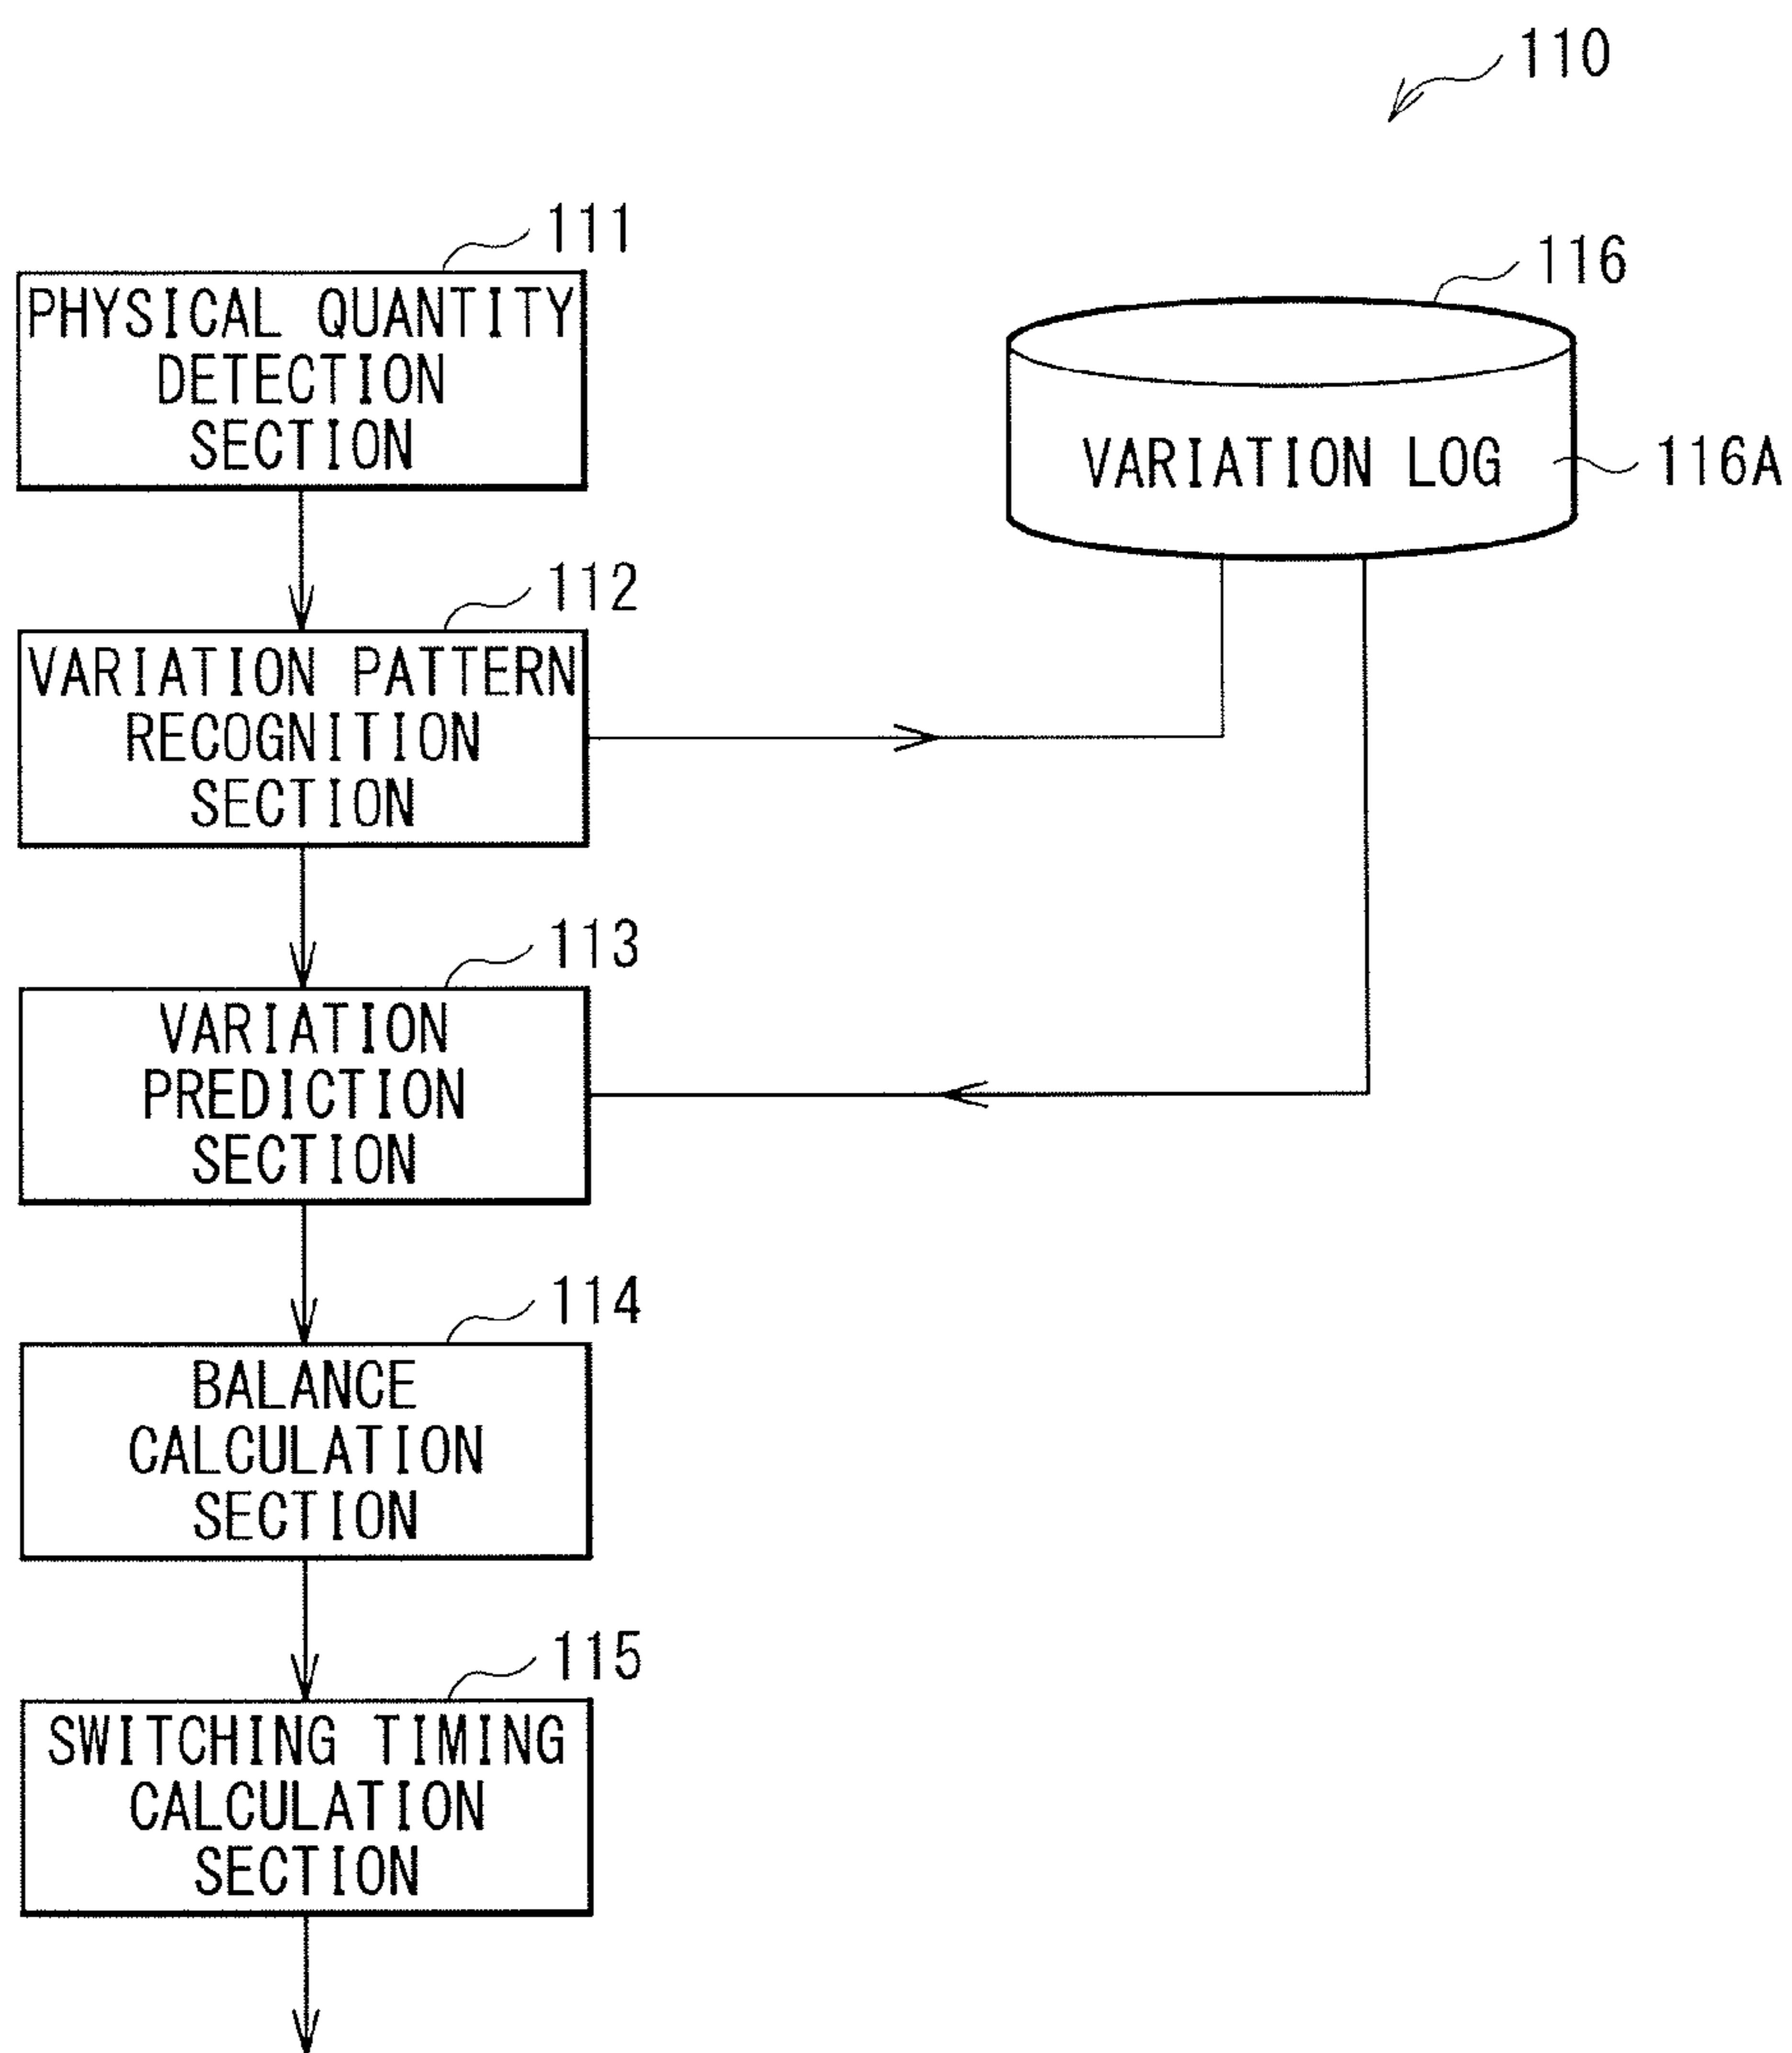 110
111
PHYSICAL QUANTITY
DETECTION
SECTION
116
VARIATION LOG
116A
112
VARIATION PATTERN
RECOGNITION
SECTION
113
VARIATION
PREDICTION
SECTION
114
BALANCE
CALCULATION
SECTION
115
SWITCHING TIMING
CALCULATION
SECTION